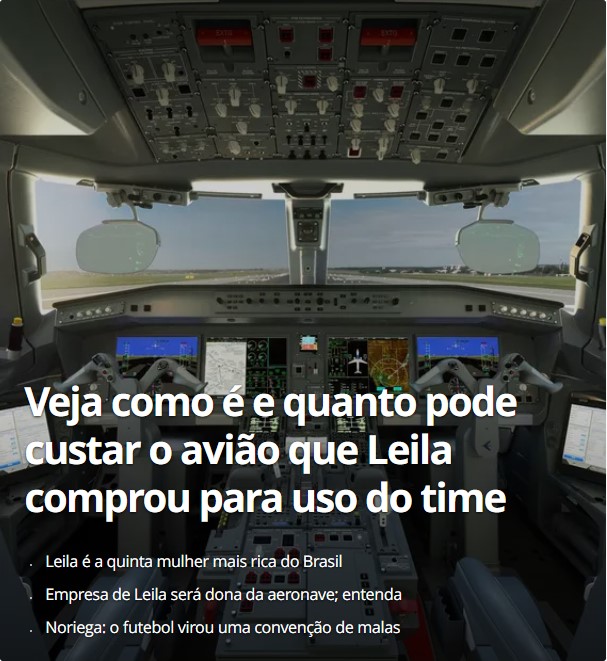 Veja como é e quanto pode
custar o avião que Leila
comprou para uso do time
Leila é a quinta mulher mais rica do Brasil
Empresa de Leila será dona da aeronave; entenda
Noriega: o futebol virou uma convenção de malas